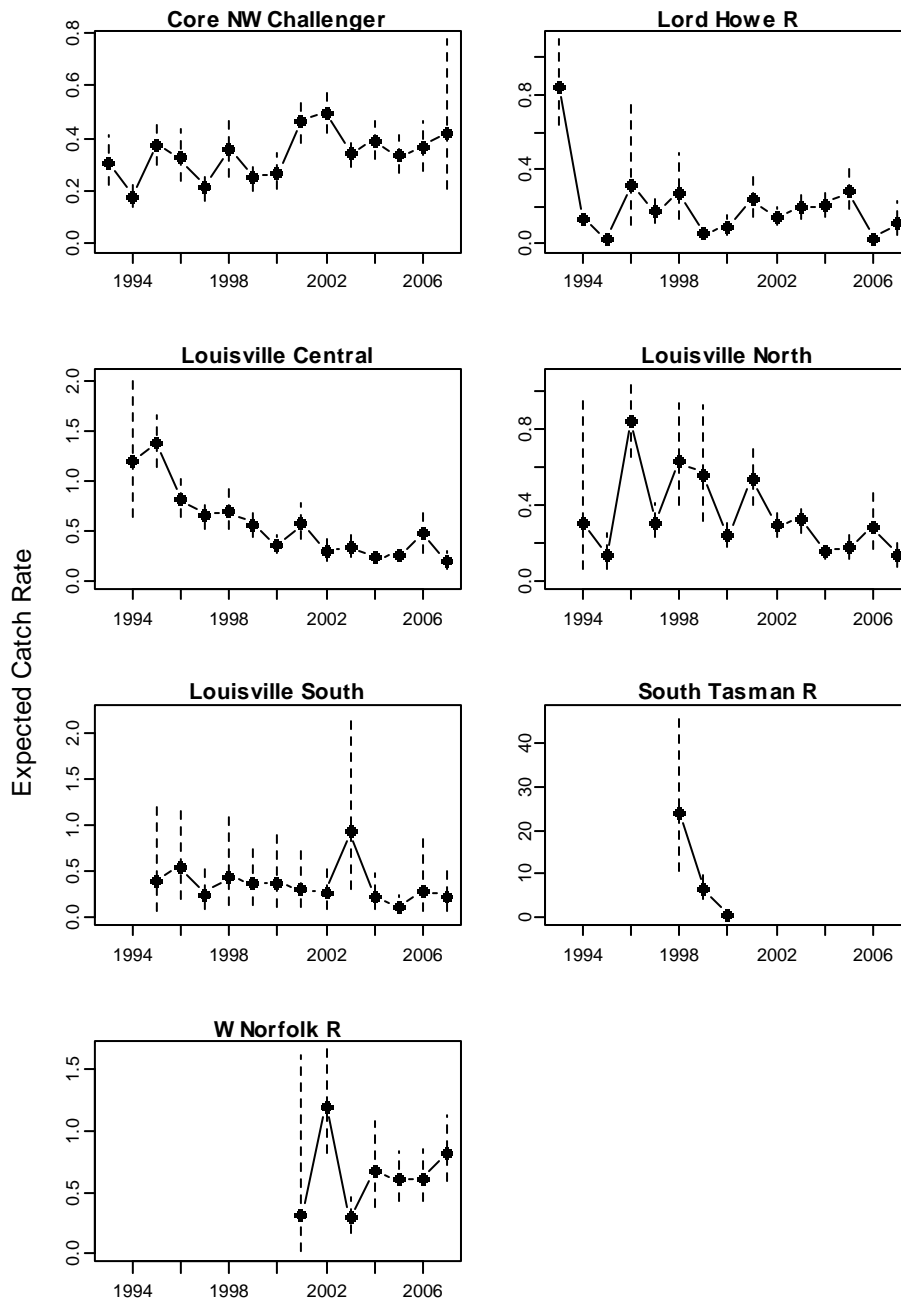 Expected Catch Rate
Core NW Challenger
0.0 0.2 0.4 0.6 0.8
1994 1998 2002 2006
Lord Howe R
0.0 0.4 0.8
1994 1998 2002 2006
Louisville Central
0.0 0.5 1.0 1.5 2.0
1994 1998 2002 2006
Louisville North
0.0 0.4 0.8
1994 1998 2002 2006
Louisville South
0.0 0.5 1.0 1.5 2.0
1994 1998 2002 2006
South Tasman R
0 10 20 30 40
1994 1998 2002 2006
W Norfolk R
0.0 0.5 1.0 1.5
1994 1998 2002 2006